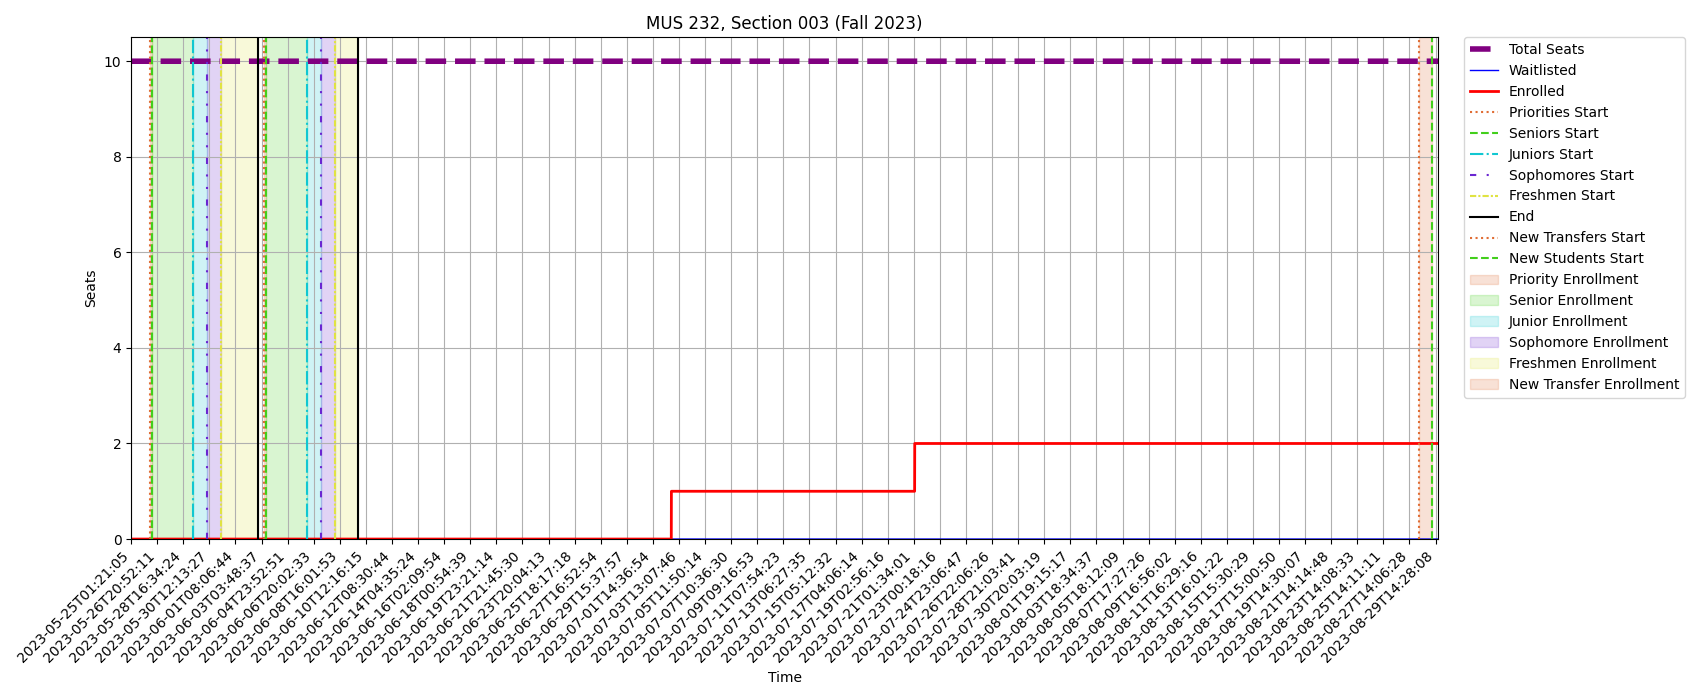 MUS 232, Section 003 (Fall 2023)
10
8
6
4
2
0
Seats
2023-05-25T01:21:05
2023-05-26T20:52:11
2023-05-28T16:34:24
2023-05-30T12:13:27
2023-06-01T08:06:44
2023-06-03T03:48:37
2023-06-04T23:52:51
2023-06-06T20:02:33
2023-06-08T16:01:53
2023-06-10T12:16:15
2023-06-12T08:30:44
2023-06-14T04:35:24
2023-06-16T02:09:54
2023-06-18T00:54:39
2023-06-19T23:21:14
2023-06-21T21:45:30
2023-06-23T20:04:13
2023-06-25T18:17:18
2023-06-27T16:52:54
2023-06-29T15:37:57
2023-07-01T14:36:54
2023-07-03T13:07:46
2023-07-05T11:50:14
2023-07-07T10:36:30
2023-07-09T09:16:53
2023-07-11T07:54:23
2023-07-13T06:27:35
2023-07-15T05:12:32
2023-07-17T04:06:14
2023-07-19T02:56:16
2023-07-21T01:34:01
2023-07-23T00:18:16
2023-07-24T23:06:47
2023-07-26T22:06:26
2023-07-28T21:03:41
2023-07-30T20:03:19
2023-08-01T19:15:17
2023-08-03T18:34:37
2023-08-05T18:12:09
2023-08-07T17:27:26
2023-08-09T16:56:02
2023-08-11T16:29:16
2023-08-13T16:01:22
2023-08-15T15:30:29
2023-08-17T15:00:50
2023-08-19T14:30:07
2023-08-21T14:14:48
2023-08-23T14:08:33
2023-08-25T14:11:11
2023-08-27T14:06:28
2023-08-29T14:28:08
Time
Total Seats
Waitlisted
Enrolled
Priorities Start
Seniors Start
Juniors Start
Sophomores Start
Freshmen Start
End
New Transfers Start
New Students Start
Priority Enrollment
Senior Enrollment
Junior Enrollment
Sophomore Enrollment
Freshmen Enrollment
New Transfer Enrollment